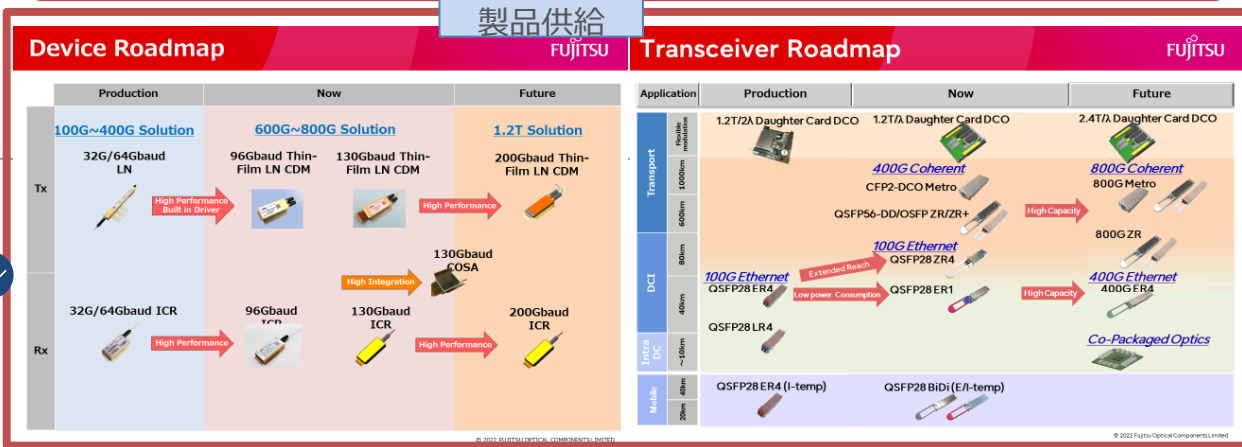 製品供給
Device Roadmap
FUJITSU
Production
Now
Future
100G~400G Solution
600G~800G Solution
1.2T Solution
Tx
32G/64Gbaud
LN
96Gbaud Thin-
Film LN CDM
130Gbaud Thin-
Film LN CDM
200Gbaud Thin-
Film LN CDM
High Performance
Built in Driver
High Performance
130Gbaud
COSA
High Integration
Rx
32G/64Gbaud ICR
96Gbaud
ICR
130Gbaud
ICR
200Gbaud
ICR
High Performance
High Performance
© 2022 FUJITSU OPTICAL COMPONENTS LIMITED
Transceiver Roadmap
FUJITSU
Application
Production
Now
Future
Transport
Flexible
modulation
1000km
600km
1.2T/2λ Daughter Card DCO
1.2T/λ Daughter Card DCO
2.4T/λ Daughter Card DCO
400G Coherent
CFP2-DCO Metro
QSFP56-DD/OSFP ZR/ZR+
High Capacity
800G Coherent
800G Metro
800G ZR
DCI
80km
40km
100G Ethernet
QSFP28 ZR4
Extended Reach
100G Ethernet
QSFP28 ER4
Low power Consumption
QSFP28 ER1
High Capacity
400G Ethernet
400G ER4
Intra
DC
~10km
QSFP28 LR4
Co-Packaged Optics
Mobile
40km
20km
QSFP28 ER4 (I-temp)
QSFP28 BiDi (E/I-temp)
© 2022 Fujitsu Optical Components Limited